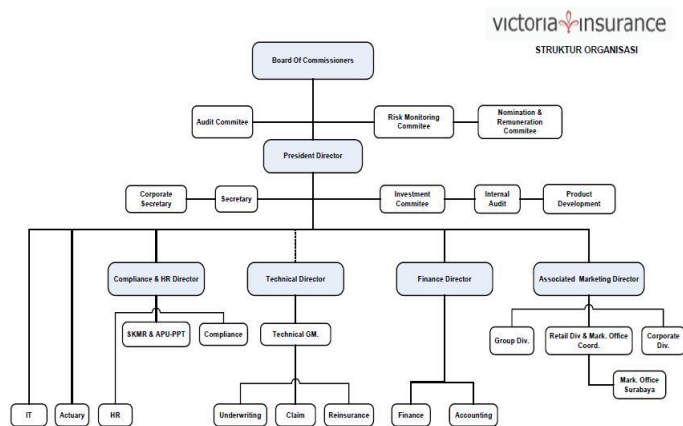 victoria insurance
STRUKTUR ORGANISASI
Board Of Commissioners
Audit Commitee
Risk Monitoring
Commitee
Nomination &
Remuneration
Commitee
President Director
Corporate
Secretary
Secretary
Investment
Commitee
Internal
Audit
Product
Development
Compliance & HR Director
Technical Director
Finance Director
Associated Marketing Director
SKMR & APU-PPT
Compliance
Technical GM.
Group Div.
Retail Div & Mark. Office
Coord.
Corporate
Div.
Mark. Office
Surabaya
IT
Actuary
HR
Underwriting
Claim
Reinsurance
Finance
Accounting